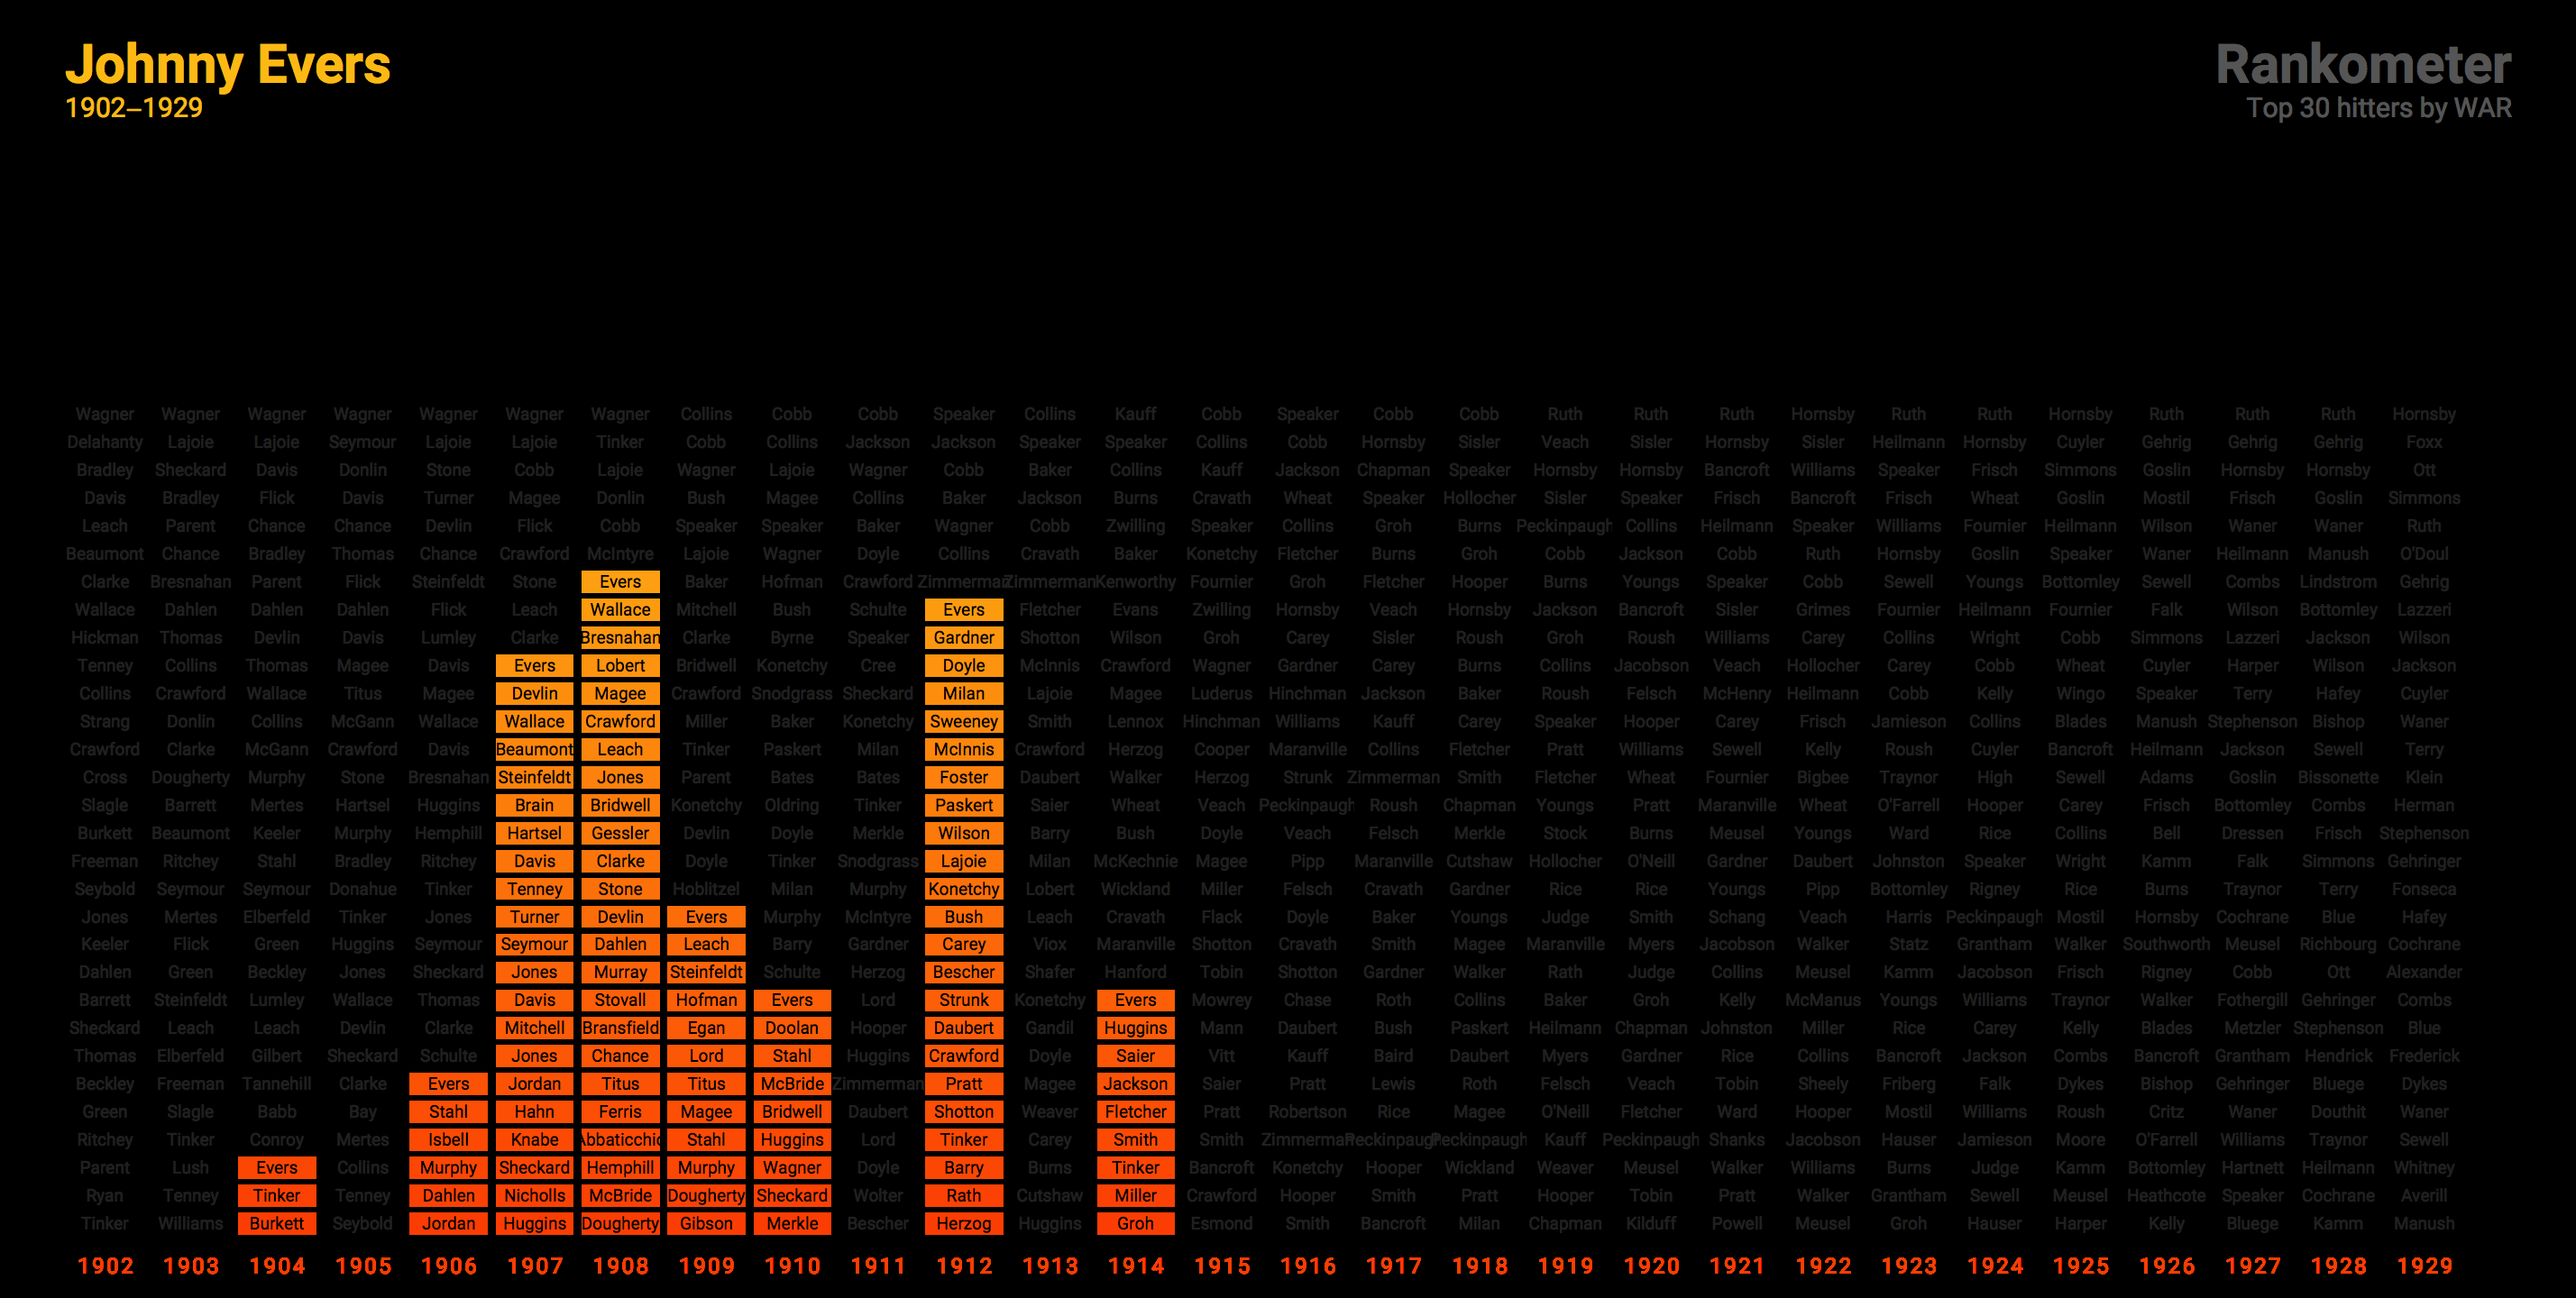 Johnny Evers
1902–1929
Rankometer
Top 30 hitters by WAR
Wagner Wagner Wagner Wagner Wagner Wagner Wagner Collins Cobb Cobb Speaker Collins Kauff Cobb Speaker Cobb Cobb Ruth Ruth Ruth Hornsby Ruth Ruth Hornsby Ruth Ruth Ruth Hornsby
Delahanty Lajoie Lajoie Seymour Lajoie Lajoie Tinker Cobb Collins Jackson Jackson Speaker Speaker Collins Cobb Hornsby Sisler Veach Sisler Hornsby Sisler Heilmann Hornsby Cuyler Gehrig Gehrig Gehrig Foxx
Bradley Sheckard Davis Donlin Stone Cobb Lajoie Wagner Lajoie Wagner Cobb Baker Collins Kauff Jackson Chapman Speaker Hornsby Hornsby Bancroft Williams Speaker Frisch Simmons Goslin Hornsby Hornsby Ott
Davis Bradley Flick Davis Turner Magee Donlin Bush Magee Collins Baker Jackson Burns Cravath Wheat Speaker Hollocher Sisler Speaker Frisch Bancroft Frisch Wheat Goslin Mostil Frisch Goslin Simmons
Leach Parent Chance Chance Devlin Flick Cobb Speaker Speaker Baker Wagner Cobb Zwilling Speaker Collins Groh Burns Peckinpaugh Collins Heilmann Speaker Williams Fournier Heilmann Wilson Waner Waner Ruth
Beaumont Chance Bradley Thomas Chance Crawford McIntyre Lajoie Wagner Doyle Collins Cravath Baker Konetchy Fletcher Burns Groh Cobb Jackson Cobb Ruth Hornsby Goslin Speaker Waner Heilmann Manush O'Doul
Clarke Bresnahan Parent Flick Steinfeldt Stone Evers Baker Hofman Crawford Zimmerman Zimmerman Kenworthy Fournier Groh Fletcher Hooper Burns Youngs Speaker Cobb Sewell Youngs Bottomley Sewell Combs Lindstrom Gehrig
Wallace Dahlen Dahlen Dahlen Flick Leach Wallace Mitchell Bush Schulte Evers Fletcher Evans Zwilling Hornsby Veach Hornsby Jackson Bancroft Sisler Grimes Fournier Heilmann Fournier Falk Wilson Bottomley Lazzeri
Hickman Thomas Devlin Davis Lumley Clarke Bresnahan Clarke Byrne Speaker Gardner Shotton Wilson Groh Carey Sisler Roush Groh Roush Williams Carey Collins Wright Cobb Simmons Lazzeri Jackson Wilson
Tenney Collins Thomas Magee Davis Evers Lobert Bridwell Konetchy Cree Doyle McInnis Crawford Wagner Gardner Carey Burns Collins Jacobson Veach Hollocher Carey Cobb Wheat Cuyler Harper Wilson Jackson
Collins Crawford Wallace Titus Magee Devlin Magee Crawford Snodgrass Sheckard Milan Lajoie Magee Luderus Hinchman Jackson Baker Roush Felsch McHenry Heilmann Cobb Kelly Wingo Speaker Terry Hafey Cuyler
Strang Donlin Collins McGann Wallace Wallace Crawford Miller Baker Konetchy Sweeney Smith Lennox Hinchman Williams Kauff Carey Speaker Hooper Carey Frisch Jamieson Collins Blades Manush Stephenson Bishop Waner
Crawford Clarke McGann Crawford Davis Beaumont Leach Tinker Paskert Milan McInnis Crawford Herzog Cooper Maranville Collins Fletcher Pratt Williams Sewell Kelly Roush Cuyler Bancroft Heilmann Jackson Sewell Terry
Cross Dougherty Murphy Stone Bresnahan Steinfeldt Jones Parent Bates Bates Foster Daubert Walker Herzog Strunk Zimmerman Smith Fletcher Wheat Fournier Bigbee Traynor High Sewell Adams Goslin Bissonette Klein
Slagle Barrett Mertes Hartsel Huggins Brain Bridwell Konetchy Oldring Tinker Paskert Saier Wheat Veach Peckinpaugh Roush Chapman Youngs Pratt Maranville Wheat O'Farrell Hooper Carey Frisch Bottomley Combs Herman
Burkett Beaumont Keeler Murphy Hemphill Hartsel Gessler Devlin Doyle Merkle Wilson Barry Bush Doyle Veach Felsch Merkle Stock Burns Meusel Youngs Ward Rice Collins Bell Dressen Frisch Stephenson
Freeman Ritchey Stahl Bradley Ritchey Davis Clarke Doyle Tinker Snodgrass Lajoie Milan McKechnie Magee Pipp Maranville Cutshaw Hollocher O'Neill Gardner Daubert Johnston Speaker Wright Kamm Falk Simmons Gehringer
Seybold Seymour Seymour Donahue Tinker Tenney Stone Hoblitzel Milan Murphy Konetchy Lobert Wickland Miller Felsch Cravath Gardner Rice Rice Youngs Pipp Bottomley Rigney Rice Burns Traynor Terry Fonseca
Jones Mertes Elberfeld Tinker Jones Turner Devlin Evers Murphy McIntyre Bush Leach Cravath Flack Doyle Baker Youngs Judge Smith Schang Veach Harris Peckinpaugh Mostil Hornsby Cochrane Blue Hafey
Keeler Flick Green Huggins Seymour Seymour Dahlen Leach Barry Gardner Carey Viox Maranville Shotton Cravath Smith Magee Maranville Myers Jacobson Walker Statz Grantham Walker Southworth Meusel Richbourg Cochrane
Dahlen Green Beckley Jones Sheckard Jones Murray Steinfeldt Schulte Herzog Bescher Shafer Hanford Tobin Shotton Gardner Walker Rath Judge Collins Meusel Kamm Jacobson Frisch Rigney Cobb Ott Alexander
Barrett Steinfeldt Lumley Wallace Thomas Davis Stovall Hofman Evers Lord Strunk Konetchy Evers Mowrey Chase Roth Collins Baker Groh Kelly McManus Youngs Williams Traynor Walker Fothergill Gehringer Combs
Sheckard Leach Leach Devlin Clarke Mitchell Bransfield Egan Doolan Hooper Daubert Gandil Huggins Mann Daubert Bush Paskert Heilmann Chapman Johnston Miller Rice Carey Kelly Blades Metzler Stephenson Blue
Thomas Elberfeld Gilbert Sheckard Schulte Jones Chance Lord Stahl Huggins Crawford Doyle Saier Vitt Kauff Baird Daubert Myers Gardner Rice Collins Bancroft Jackson Combs Bancroft Grantham Hendrick Frederick
Beckley Freeman Tannehill Clarke Evers Jordan Titus Titus McBride Zimmerman Pratt Magee Jackson Saier Pratt Lewis Roth Felsch Veach Tobin Sheely Friberg Falk Dykes Bishop Gehringer Bluege Dykes
Green Slagle Babb Bay Stahl Hahn Ferris Magee Bridwell Daubert Shotton Weaver Fletcher Pratt Robertson Rice Magee O'Neill Fletcher Ward Hooper Mostil Williams Roush Critz Waner Douthit Waner
Ritchey Tinker Conroy Mertes Isbell Knabe Abbaticchio Stahl Huggins Lord Tinker Carey Smith Smith Zimmerman Peckinpaugh Peckinpaugh Kauff Peckinpaugh Shanks Jacobson Hauser Jamieson Moore O'Farrell Williams Traynor Sewell
Parent Lush Evers Collins Murphy Sheckard Hemphill Murphy Wagner Doyle Barry Burns Tinker Bancroft Konetchy Hooper Wickland Weaver Meusel Walker Williams Burns Judge Kamm Bottomley Hartnett Heilmann Whitney
Ryan Tenney Tinker Tenney Dahlen Nicholls McBride Dougherty Sheckard Wolter Rath Cutshaw Miller Crawford Hooper Smith Pratt Hooper Tobin Pratt Walker Grantham Sewell Meusel Heathcote Speaker Cochrane Averill
Tinker Williams Burkett Seybold Jordan Huggins Dougherty Gibson Merkle Bescher Herzog Huggins Groh Esmond Smith Bancroft Milan Chapman Kilduff Powell Meusel Groh Hauser Harper Kelly Bluege Kamm Manush
1902 1903 1904 1905 1906 1907 1908 1909 1910 1911 1912 1913 1914 1915 1916 1917 1918 1919 1920 1921 1922 1923 1924 1925 1926 1927 1928 1929